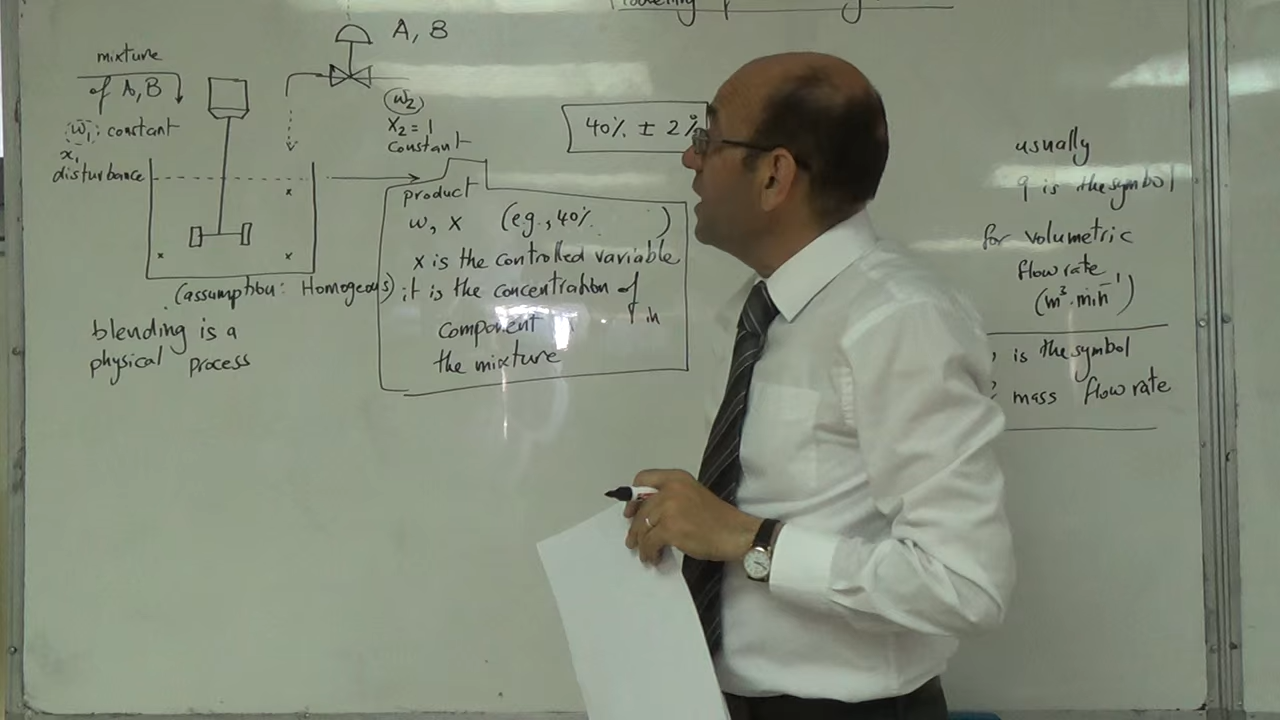 mixture
of A, B
w₁: constant
x₁
disturbance
A, B
w₂
x₂ = 1
constant
40% ± 2%
product
w, x (e.g., 40% )
x is the controlled variable
it is the concentration of
component in
the mixture
(assumption: Homogeous)
blending is a
physical process
usually
q is the symbol
for volumetric
flow rate
(m³.min⁻¹)
is the symbol
mass flow rate